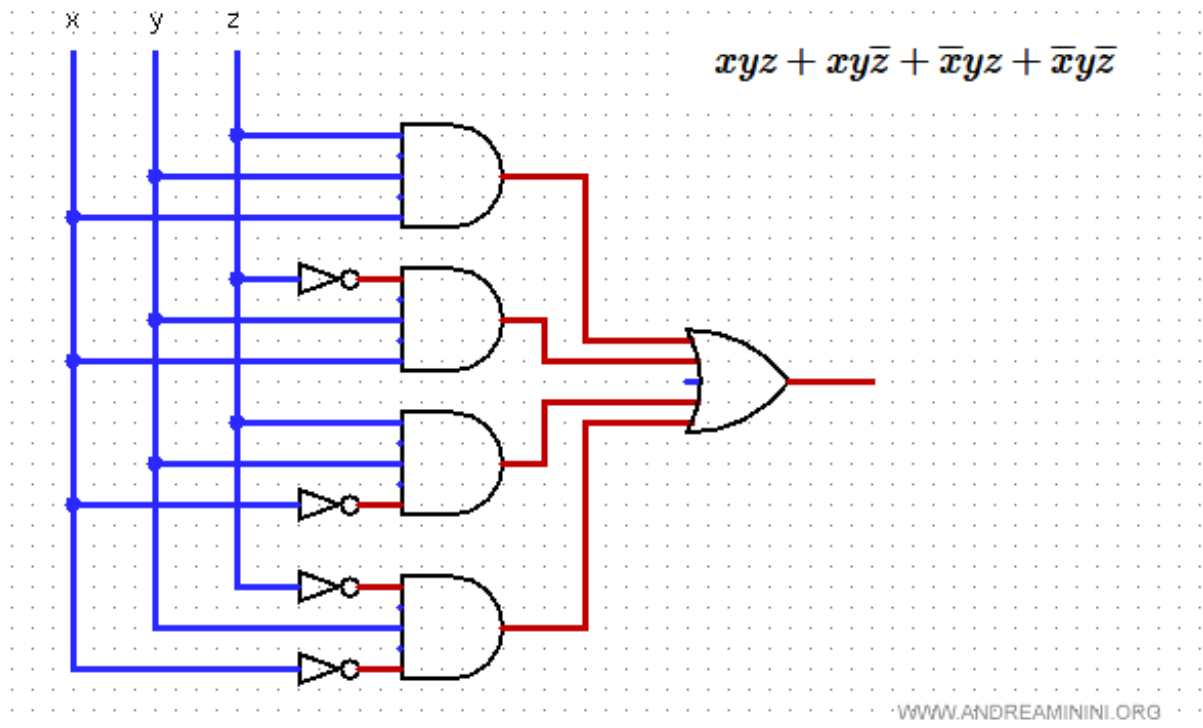 x y z
xyz + xyz̅ + x̅yz + x̅yz̅
WWW.ANDREAMININI.ORG